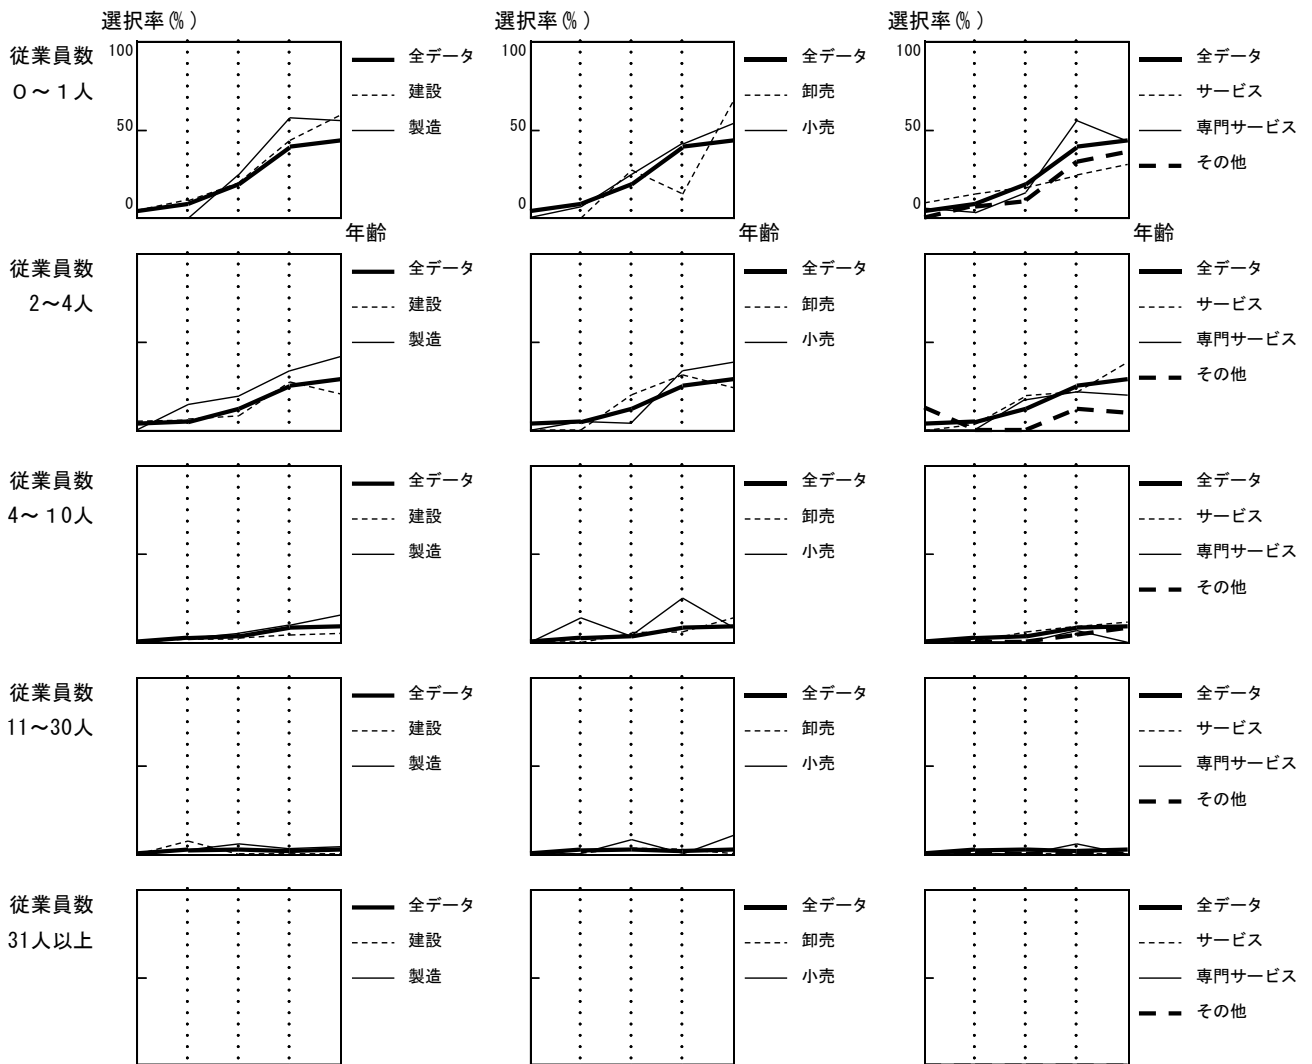 選択率(%)
選択率(%)
選択率(%)
従業員数
0～1人
100
50
0
全データ
建設
製造
100
50
0
全データ
卸売
小売
100
50
0
全データ
サービス
専門サービス
その他
年齢
年齢
年齢
従業員数
2～4人
全データ
建設
製造
全データ
卸売
小売
全データ
サービス
専門サービス
その他
従業員数
4～10人
全データ
建設
製造
全データ
卸売
小売
全データ
サービス
専門サービス
その他
従業員数
11～30人
全データ
建設
製造
全データ
卸売
小売
全データ
サービス
専門サービス
その他
従業員数
31人以上
全データ
建設
製造
全データ
卸売
小売
全データ
サービス
専門サービス
その他